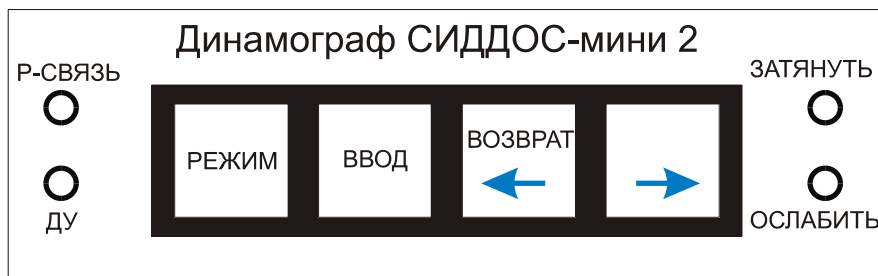 Динамограф СИДДОС-мини 2
Р-СВЯЗЬ
ЗАТЯНУТЬ
РЕЖИМ
ВВОД
ВОЗВРАТ
ДУ
ОСЛАБИТЬ